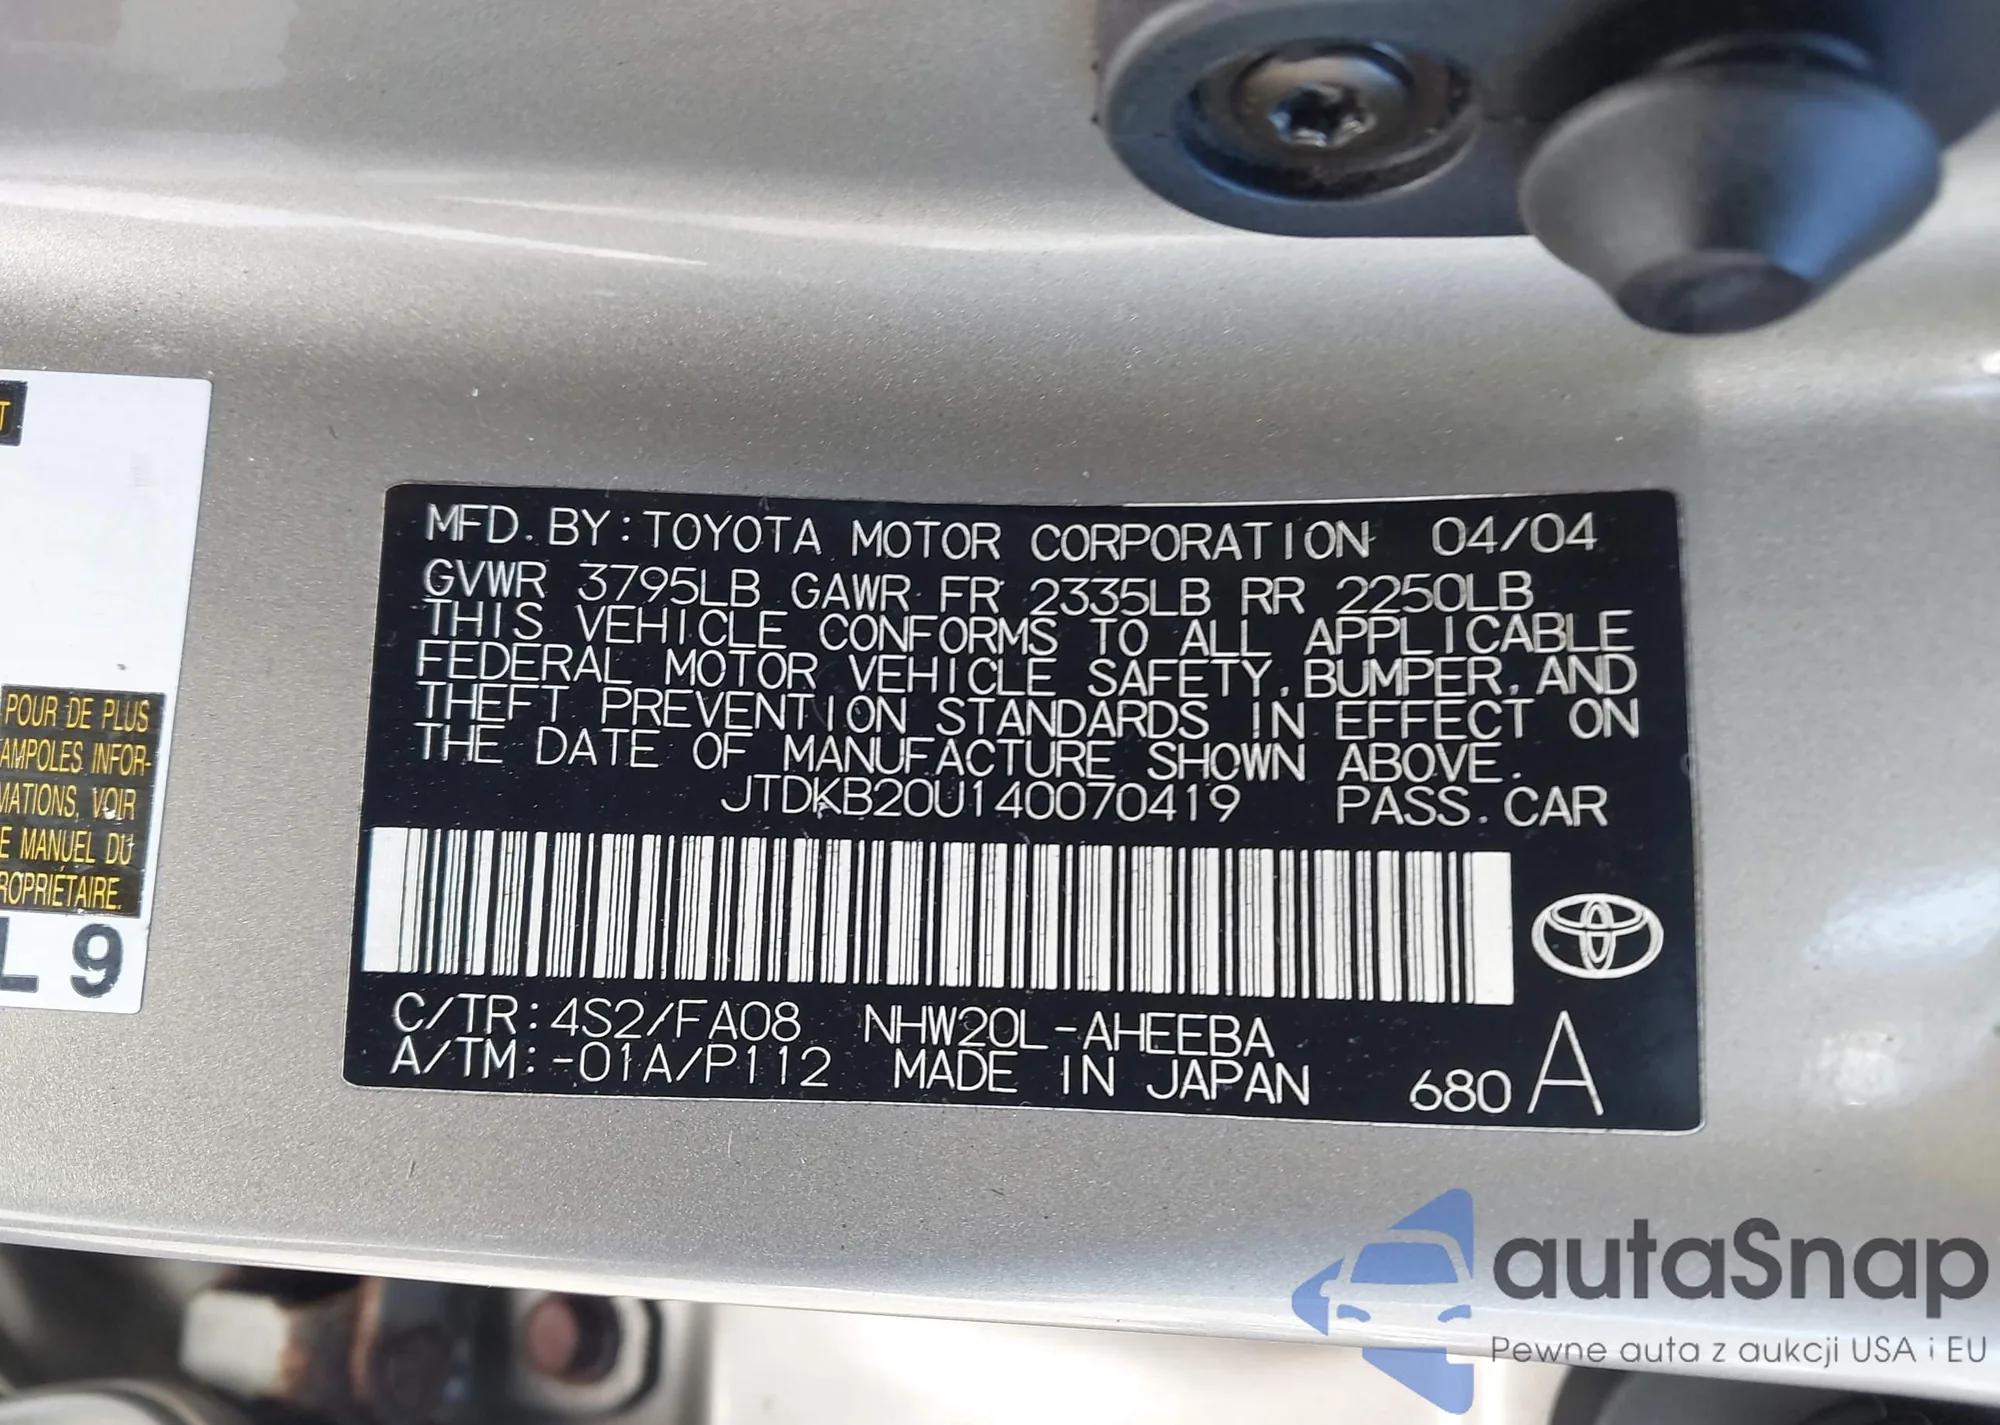 T
POUR DE PLUS
AMPOLES INFOR-
MATIONS, VOIR
E MANUEL DU
ROPRIÉTAIRE.
L 9
MFD. BY: TOYOTA MOTOR CORPORATION 04/04
GVWR 3795LB GAWR FR 2335LB RR 2250LB
THIS VEHICLE CONFORMS TO ALL APPLICABLE
FEDERAL MOTOR VEHICLE SAFETY, BUMPER, AND
THEFT PREVENTION STANDARDS IN EFFECT ON
THE DATE OF MANUFACTURE SHOWN ABOVE.
JTDKB20U140070419 PASS. CAR
C/TR: 4S2/FA08 NHW20L-AHEEBA
A/TM: -01A/P112 MADE IN JAPAN 680 A
autaSnap
Pewne auta z aukcji USA i EU